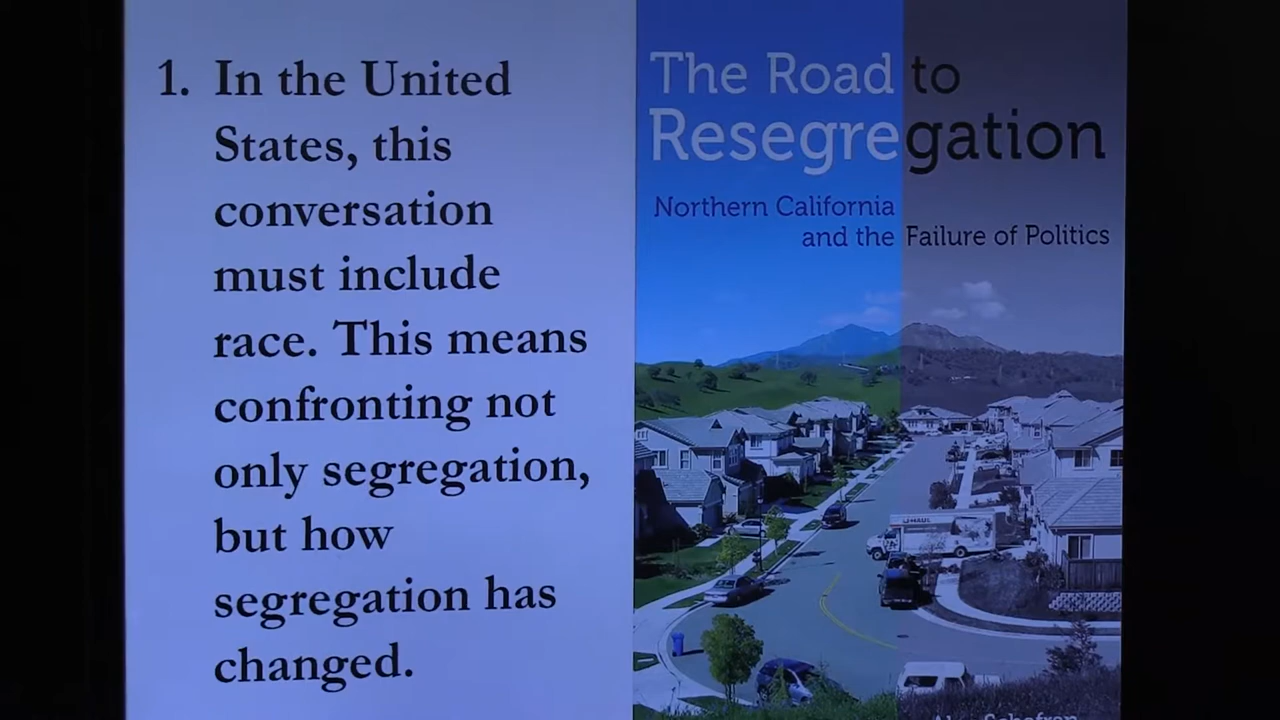 1. In the United
States, this
conversation
must include
race. This means
confronting not
only segregation,
but how
segregation has
changed.
The Road to
Resegregation
Northern California
and the Failure of Politics
U-HAUL